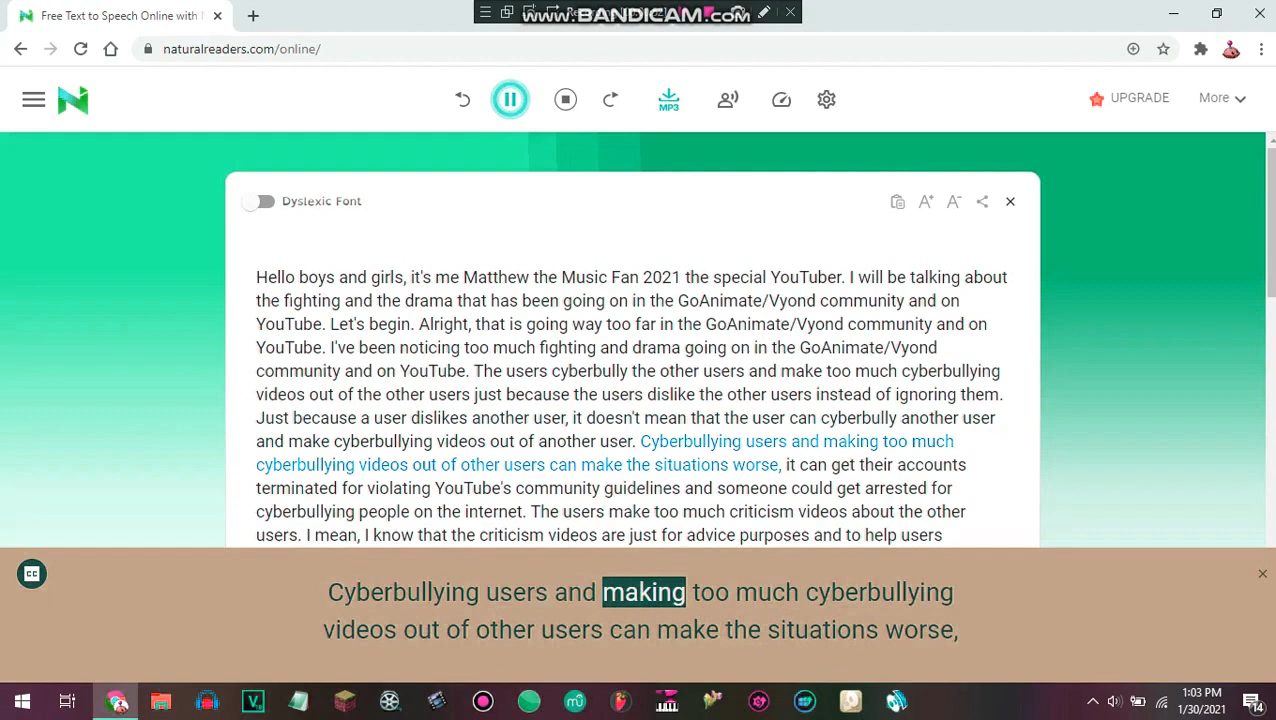 Free Text to Speech Online with
www.BANDICAM.com
naturalreaders.com/online/
MP3
UPGRADE
More
Dyslexic Font
Hello boys and girls, it's me Matthew the Music Fan 2021 the special YouTuber. I will be talking about
the fighting and the drama that has been going on in the GoAnimate/Vyond community and on
YouTube. Let's begin. Alright, that is going way too far in the GoAnimate/Vyond community and on
YouTube. I've been noticing too much fighting and drama going on in the GoAnimate/Vyond
community and on YouTube. The users cyberbully the other users and make too much cyberbullying
videos out of the other users just because the users dislike the other users instead of ignoring them.
Just because a user dislikes another user, it doesn't mean that the user can cyberbully another user
and make cyberbullying videos out of another user. Cyberbullying users and making too much
cyberbullying videos out of other users can make the situations worse, it can get their accounts
terminated for violating YouTube's community guidelines and someone could get arrested for
cyberbullying people on the internet. The users make too much criticism videos about the other
users. I mean, I know that the criticism videos are just for advice purposes and to help users
CC
Cyberbullying users and making too much cyberbullying
videos out of other users can make the situations worse,
1:03 PM
1/30/2021
14